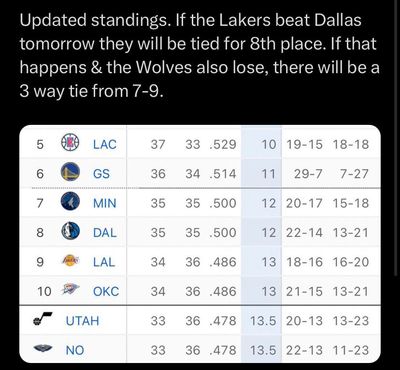 Updated standings. If the Lakers beat Dallas
tomorrow they will be tied for 8th place. If that
happens & the Wolves also lose, there will be a
3 way tie from 7-9.
5 LAC 37 33 .529 10 19-15 18-18
6 GS 36 34 .514 11 29-7 7-27
7 MIN 35 35 .500 12 20-17 15-18
8 DAL 35 35 .500 12 22-14 13-21
9 LAL 34 36 .486 13 18-16 16-20
10 OKC 34 36 .486 13 21-15 13-21
UTAH 33 36 .478 13.5 20-13 13-23
NO 33 36 .478 13.5 22-13 11-23